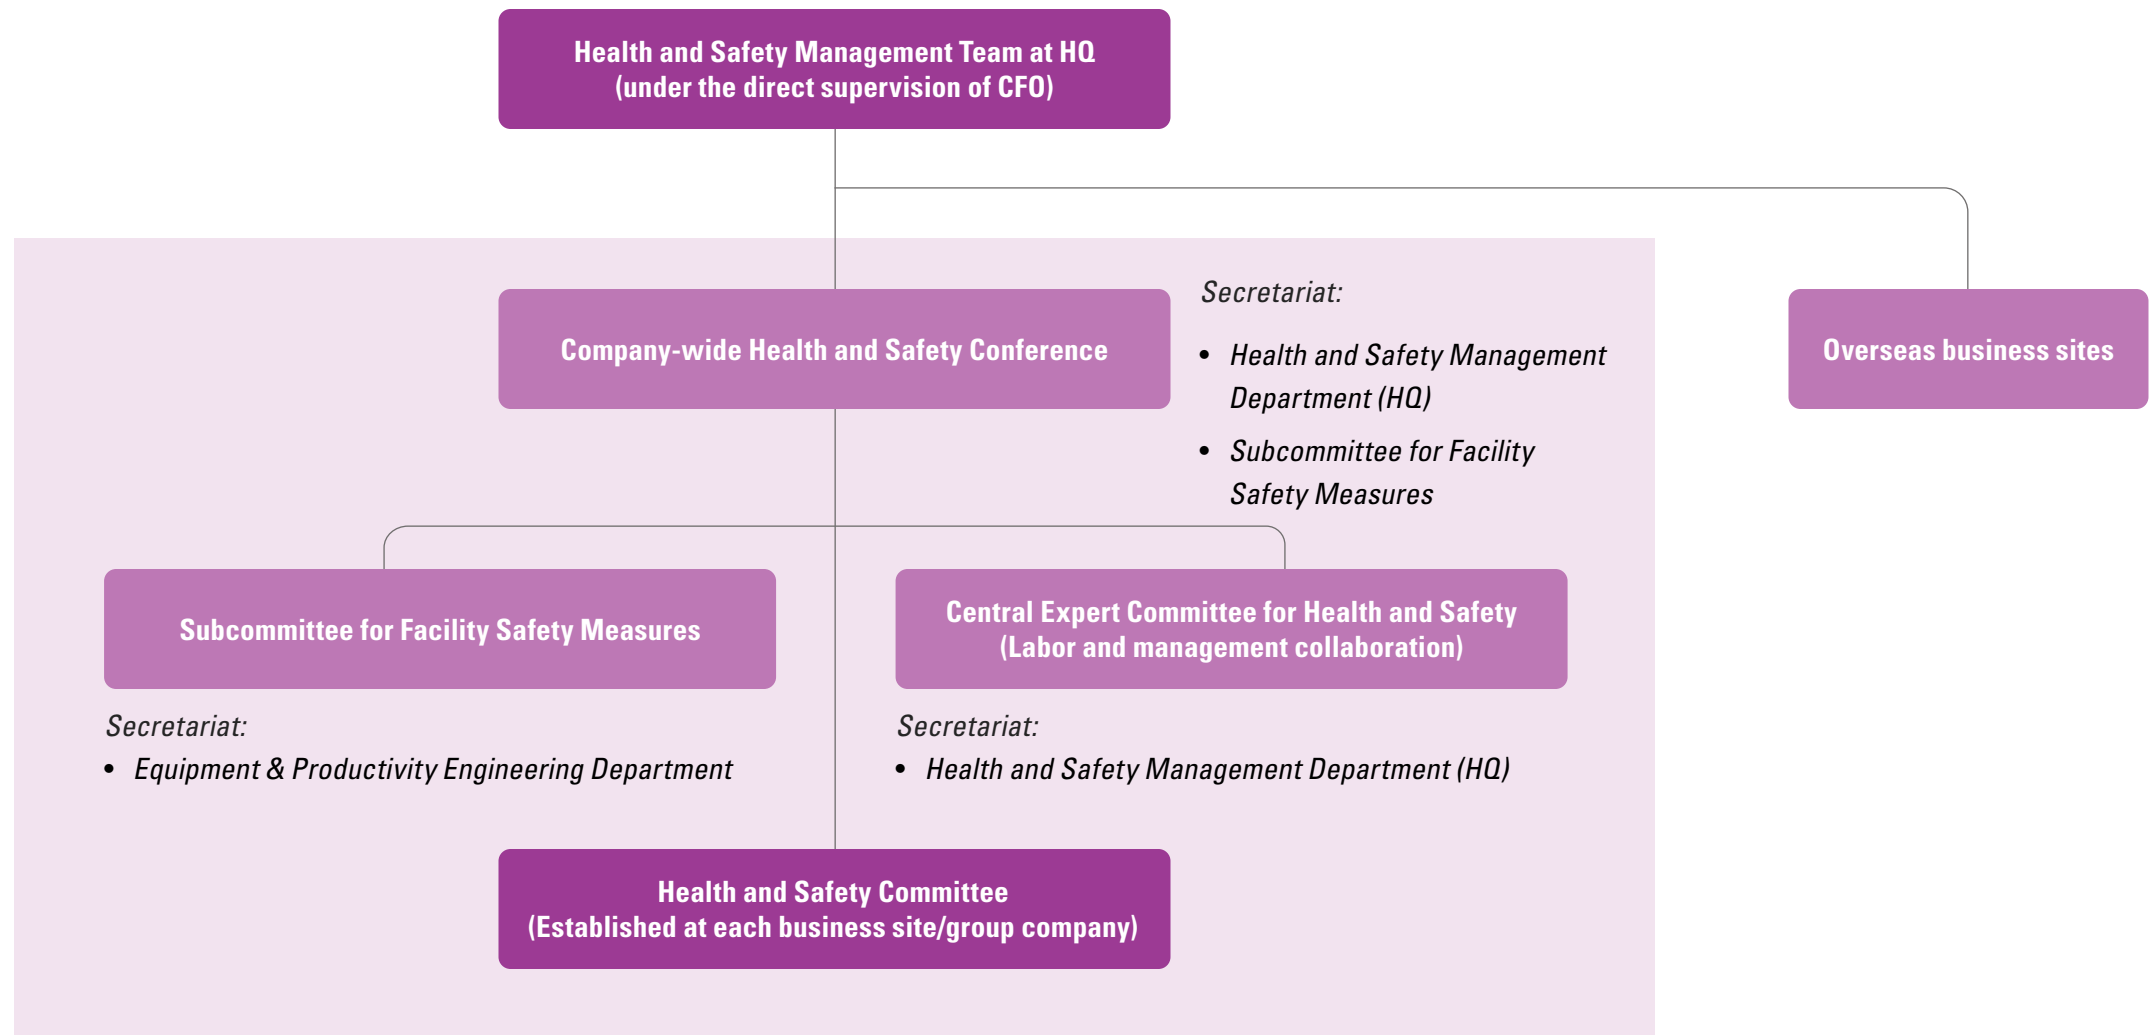 Health and Safety Management Team at HQ
(under the direct supervision of CFO)
Company-wide Health and Safety Conference
Secretariat:
• Health and Safety Management
Department (HQ)
• Subcommittee for Facility
Safety Measures
Overseas business sites
Subcommittee for Facility Safety Measures
Secretariat:
• Equipment & Productivity Engineering Department
Central Expert Committee for Health and Safety
(Labor and management collaboration)
Secretariat:
• Health and Safety Management Department (HQ)
Health and Safety Committee
(Established at each business site/group company)